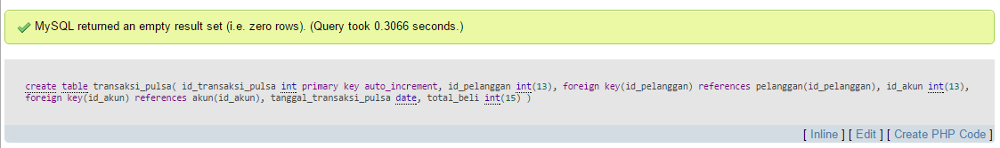 MySQL returned an empty result set (i.e. zero rows). (Query took 0.3066 seconds.)
create table transaksi_pulsa( id_transaksi_pulsa int primary key auto_increment, id_pelanggan int(13), foreign key(id_pelanggan) references pelanggan(id_pelanggan), id_akun int(13),
foreign key(id_akun) references akun(id_akun), tanggal_transaksi_pulsa date, total_beli int(15) )
[ Inline ] [ Edit ] [ Create PHP Code ]